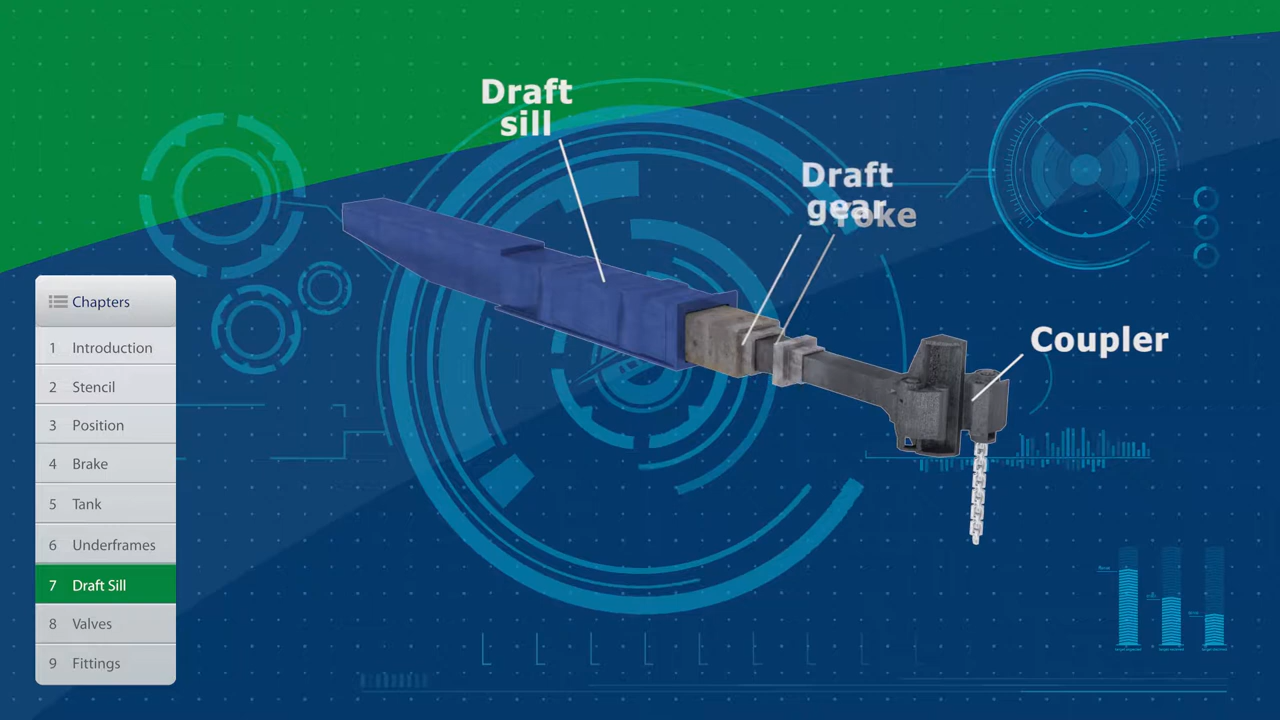 Draft
sill
Draft
gear
Yoke
Coupler
Chapters
1 Introduction
2 Stencil
3 Position
4 Brake
5 Tank
6 Underframes
7 Draft Sill
8 Valves
9 Fittings